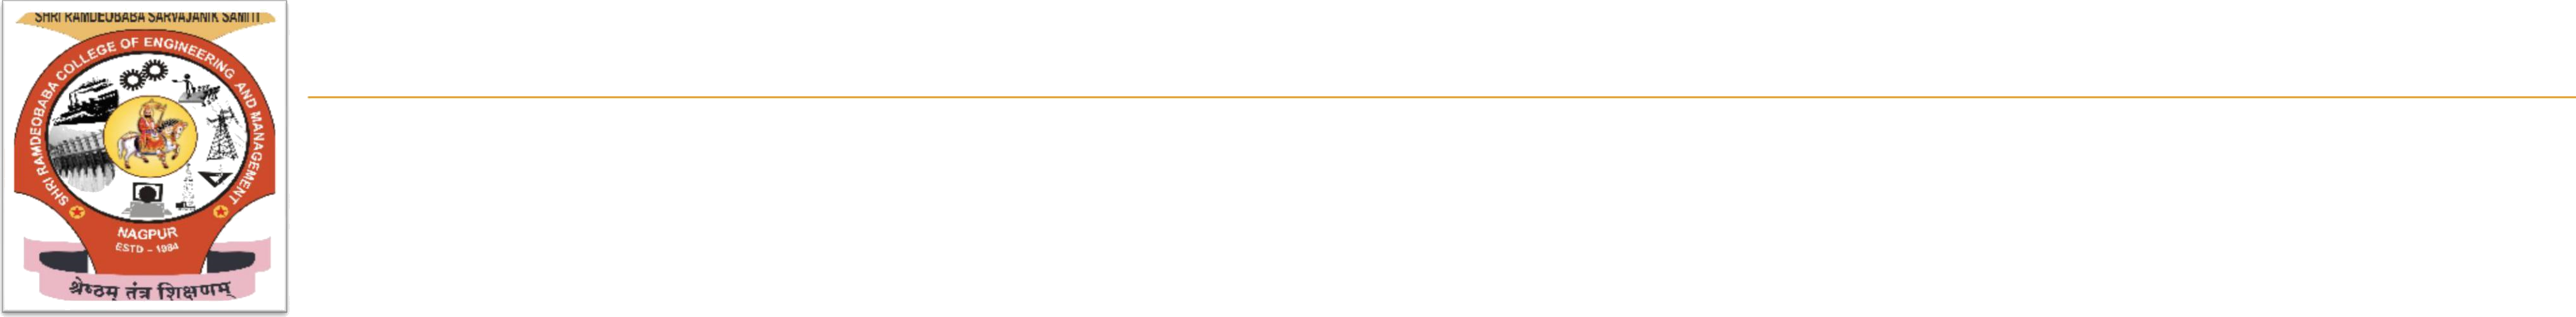 SHRI RAMDEOBABA SARVAJANIK SAMITI
SHRI RAMDEOBABA COLLEGE OF ENGINEERING AND MANAGEMENT
NAGPUR
ESTD – 1984
श्रेष्ठम् तंत्र शिक्षणम्